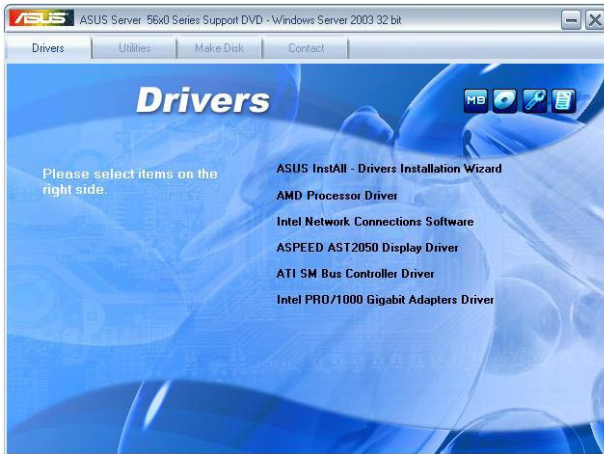 ASUS ASUS Server 56x0 Series Support DVD - Windows Server 2003 32 bit
Drivers Utilities Make Disk Contact
Drivers
MB
Please select items on the
right side.
ASUS InstAll - Drivers Installation Wizard
AMD Processor Driver
Intel Network Connections Software
ASPEED AST2050 Display Driver
ATI SM Bus Controller Driver
Intel PRO/1000 Gigabit Adapters Driver